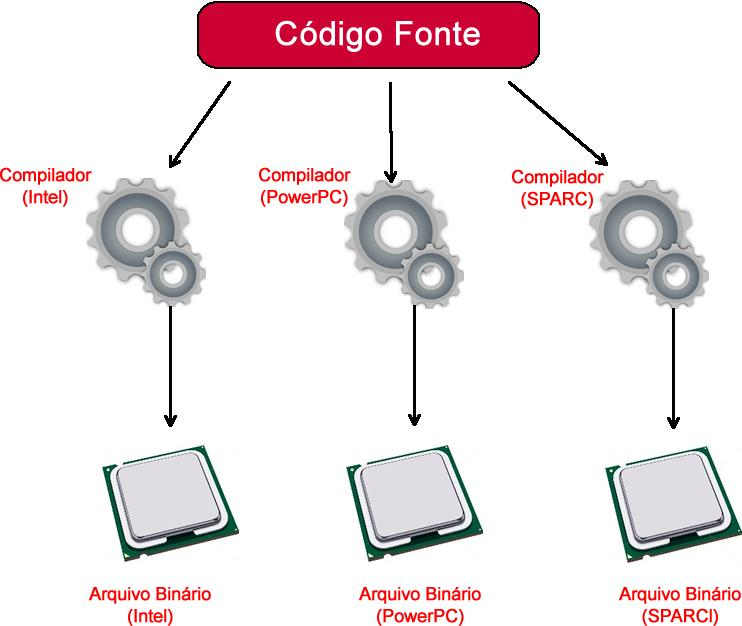 Código Fonte
Compilador
(Intel)
Compilador
(PowerPC)
Compilador
(SPARC)
Arquivo Binário
(Intel)
Arquivo Binário
(PowerPC)
Arquivo Binário
(SPARCl)